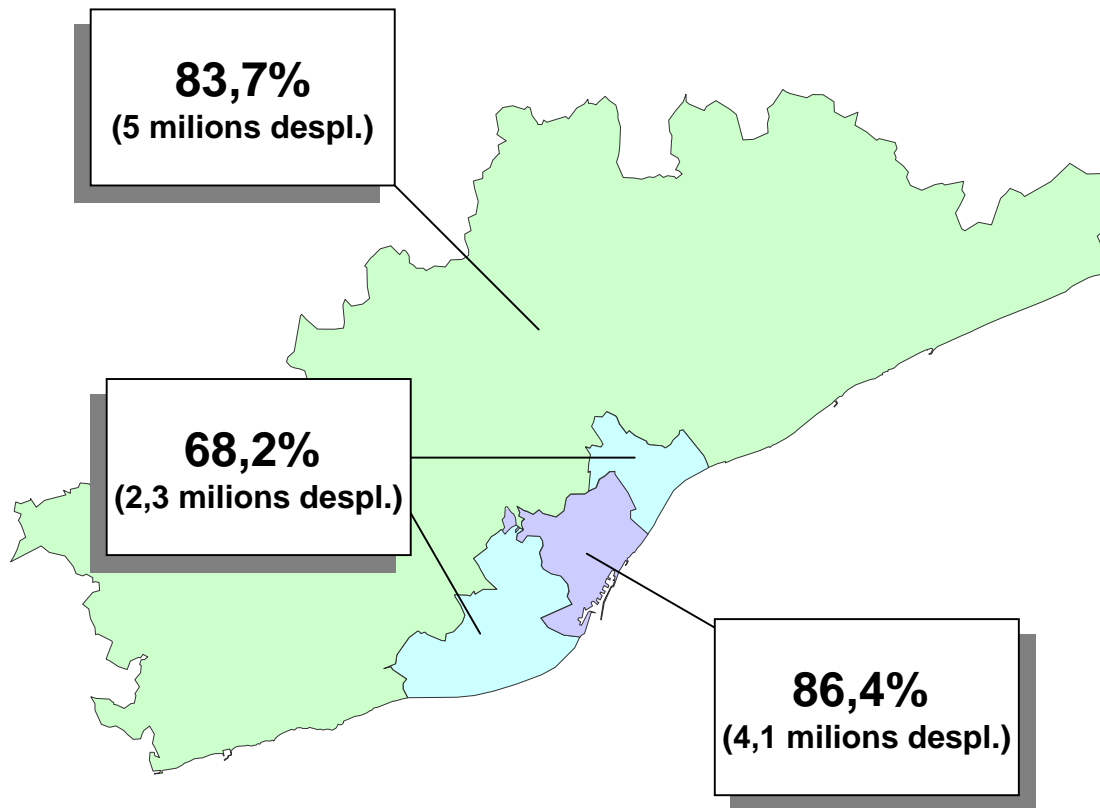 83,7%
(5 milions despl.)
68,2%
(2,3 milions despl.)
86,4%
(4,1 milions despl.)